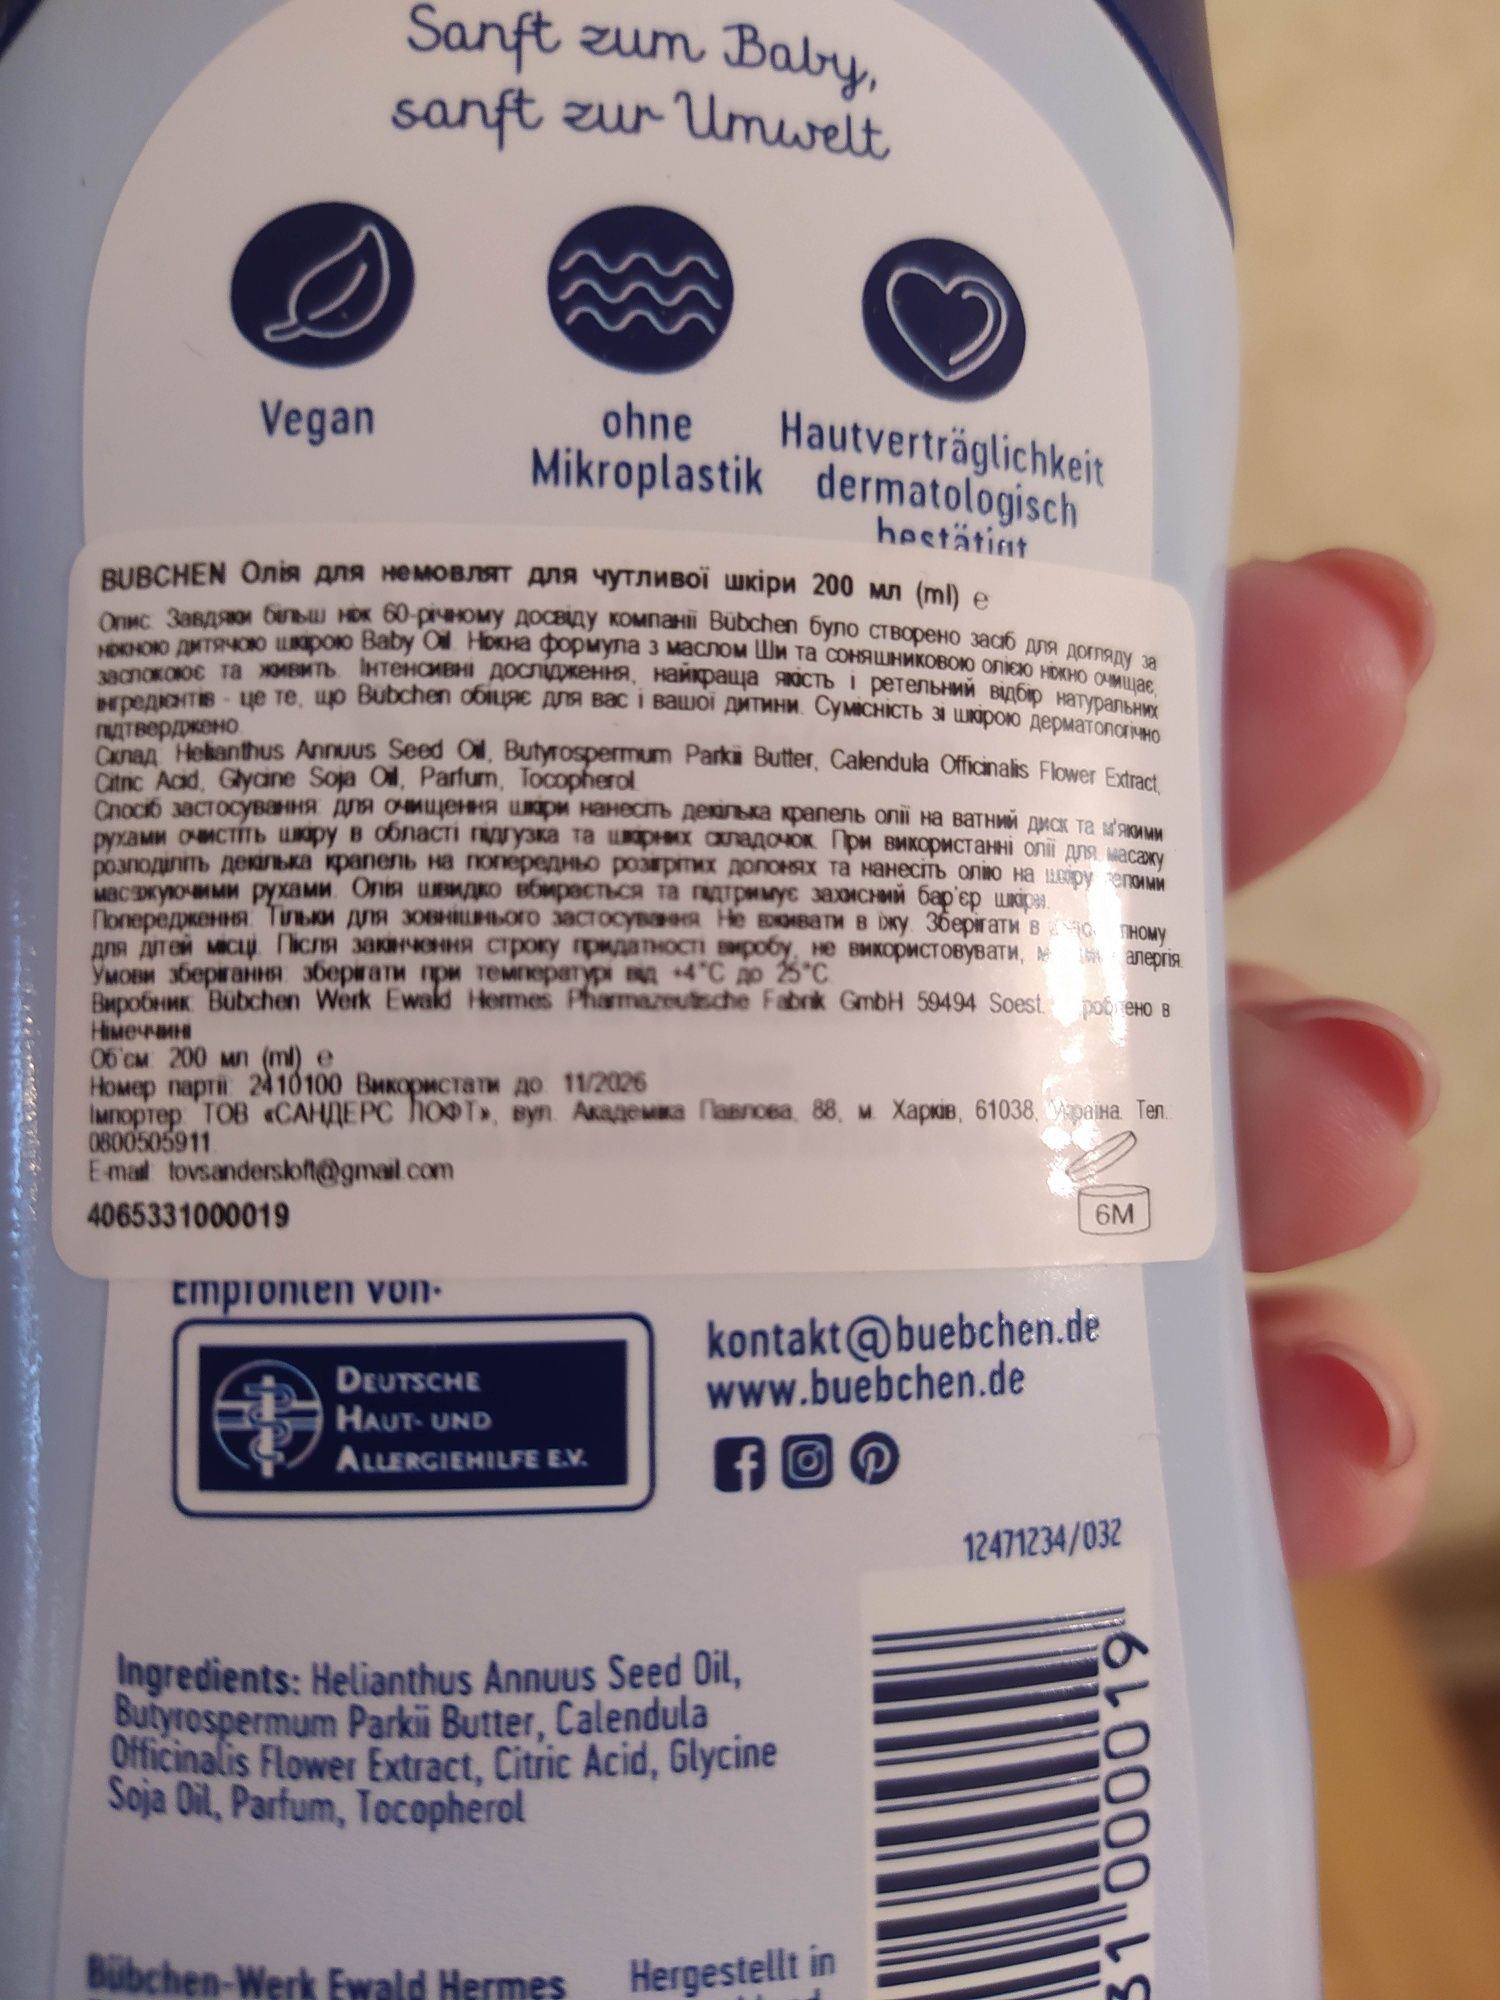 Sanft zum Baby,
sanft zur Umwelt
Vegan
ohne
Mikroplastik
Hautverträglichkeit
dermatologisch
bestätigt
BUBCHEN Олія для немовлят для чутливої шкіри 200 мл (ml) e
Опис: Завдяки більш ніж 60-річному досвіду компанії Bübchen було створено засіб для догляду за
ніжною дитячою шкірою Baby Oil. Ніжна формула з маслом Ши та соняшниковою олією ніжно очищає,
заспокоює та живить. Інтенсивні дослідження, найкраща якість і ретельний відбір натуральних
інгредієнтів - це те, що Bübchen обіцяє для вас і вашої дитини. Сумісність зі шкірою дерматологічно
підтверджено.
Склад: Helianthus Annuus Seed Oil, Butyrospermum Parkii Butter, Calendula Officinalis Flower Extract,
Citric Acid, Glycine Soja Oil, Parfum, Tocopherol.
Спосіб застосування: для очищення шкіри нанесіть декілька крапель олії на ватний диск та м'якими
рухами очистіть шкіру в області підгузка та шкірних складочок. При використанні олії для масажу
розподіліть декілька крапель на попередньо розігрітих долонях та нанесіть олію на шкіру легкими
масажуючими рухами. Олія швидко вбирається та підтримує захисний бар'єр шкіри.
Попередження: Тільки для зовнішнього застосування. Не вживати в їжу. Зберігати в
для дітей місці. Після закінчення строку придатності виробу, не використовувати, алергія.
Умови зберігання: зберігати при температурі від +4°C до 25°C
Виробник: Bübchen Werk Ewald Hermes Pharmazeutische Fabrik GmbH 59494 Soest. Вироблено в
Німеччині
Об'єм: 200 мл (ml) e
Номер партії: 2410100 Використати до: 11/2026
Імпортер: ТОВ «САНДЕРС ЛОФТ», вул. Академіка Павлова, 88, м. Харків, 61038, Україна. Тел.:
0800505911
E-mail: tovsandersloft@gmail.com
4065331000019
6M
Empfohlen von:
DEUTSCHE
HAUT- UND
ALLERGIEHILFE E.V.
kontakt@buebchen.de
www.buebchen.de
12471234/032
Ingredients: Helianthus Annuus Seed Oil,
Butyrospermum Parkii Butter, Calendula
Officinalis Flower Extract, Citric Acid, Glycine
Soja Oil, Parfum, Tocopherol
31 000019
Bübchen-Werk Ewald Hermes
Hergestellt in